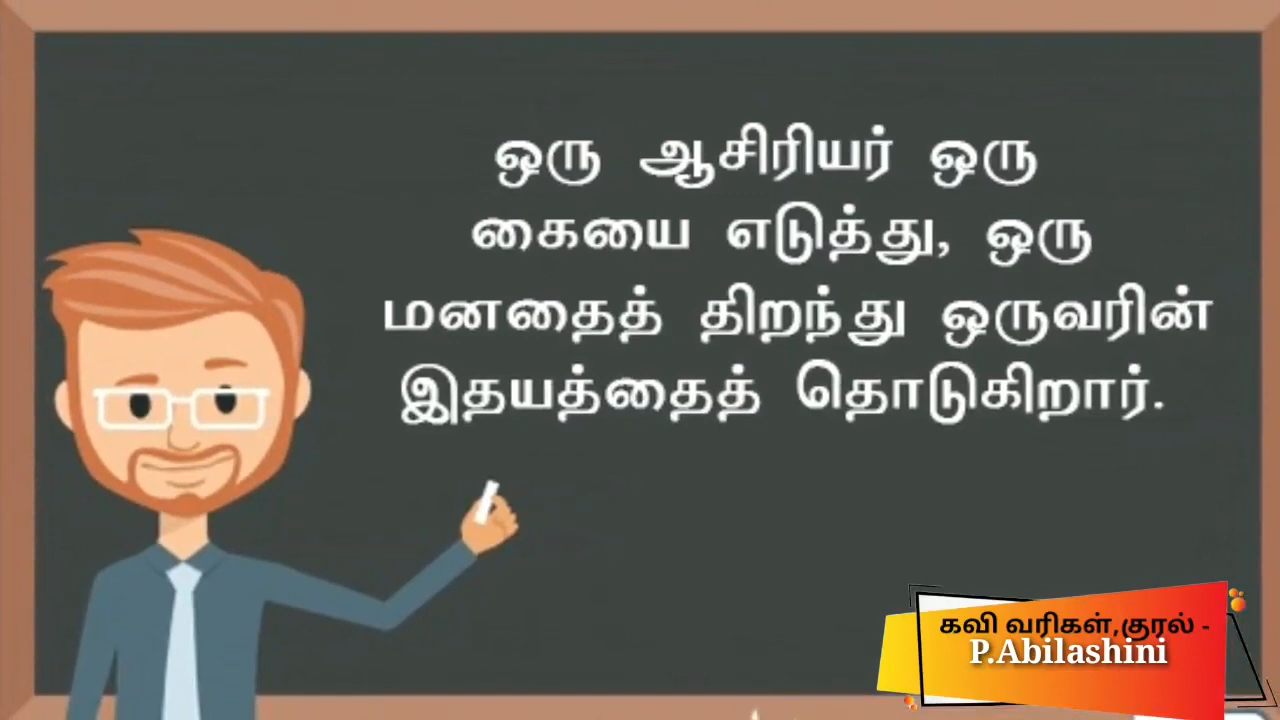 ஒரு ஆசிரியர் ஒரு
கையை எடுத்து, ஒரு
மனதைத் திறந்து ஒருவரின்
இதயத்தைத் தொடுகிறார்.
கவி வரிகள்,குரல் -
P.Abilashini